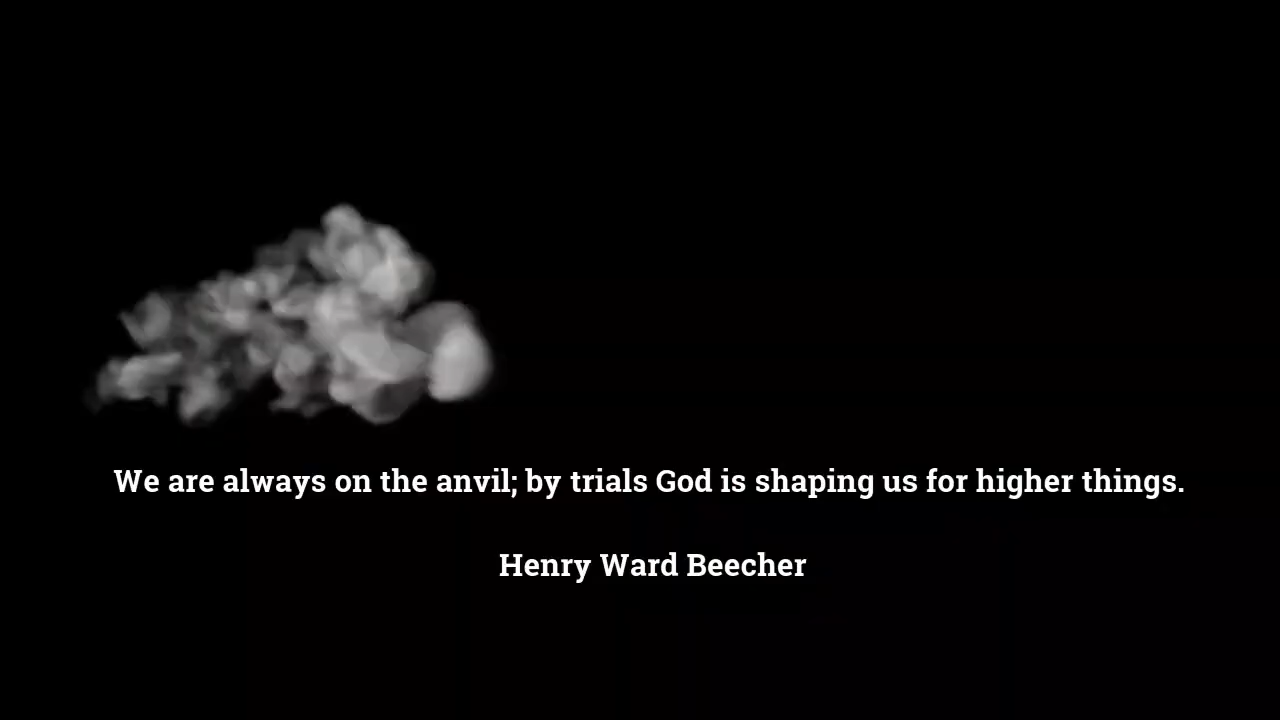 We are always on the anvil; by trials God is shaping us for higher things.
Henry Ward Beecher